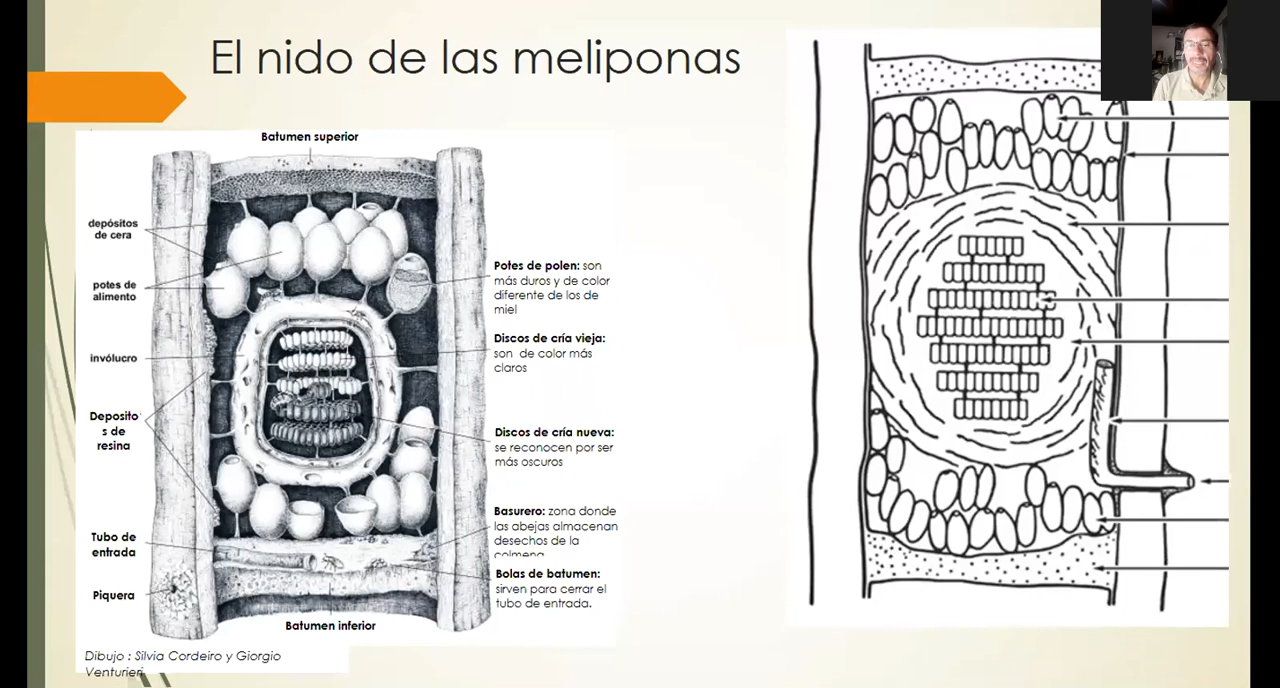 El nido de las meliponas
Batumen superior
depósitos
de cera
potes de
alimento
invólucro
Deposito
s de
resina
Tubo de
entrada
Piquera
Potes de polen: son
más duros y de color
diferente de los de
miel
Discos de cría vieja:
son de color más
claros
Discos de cría nueva:
se reconocen por ser
más oscuros
Basurero: zona donde
las abejas almacenan
desechos de la
colmena
Bolas de batumen:
sirven para cerrar el
tubo de entrada.
Batumen inferior
Dibujo : Silvia Cordeiro y Giorgio
Venturieri